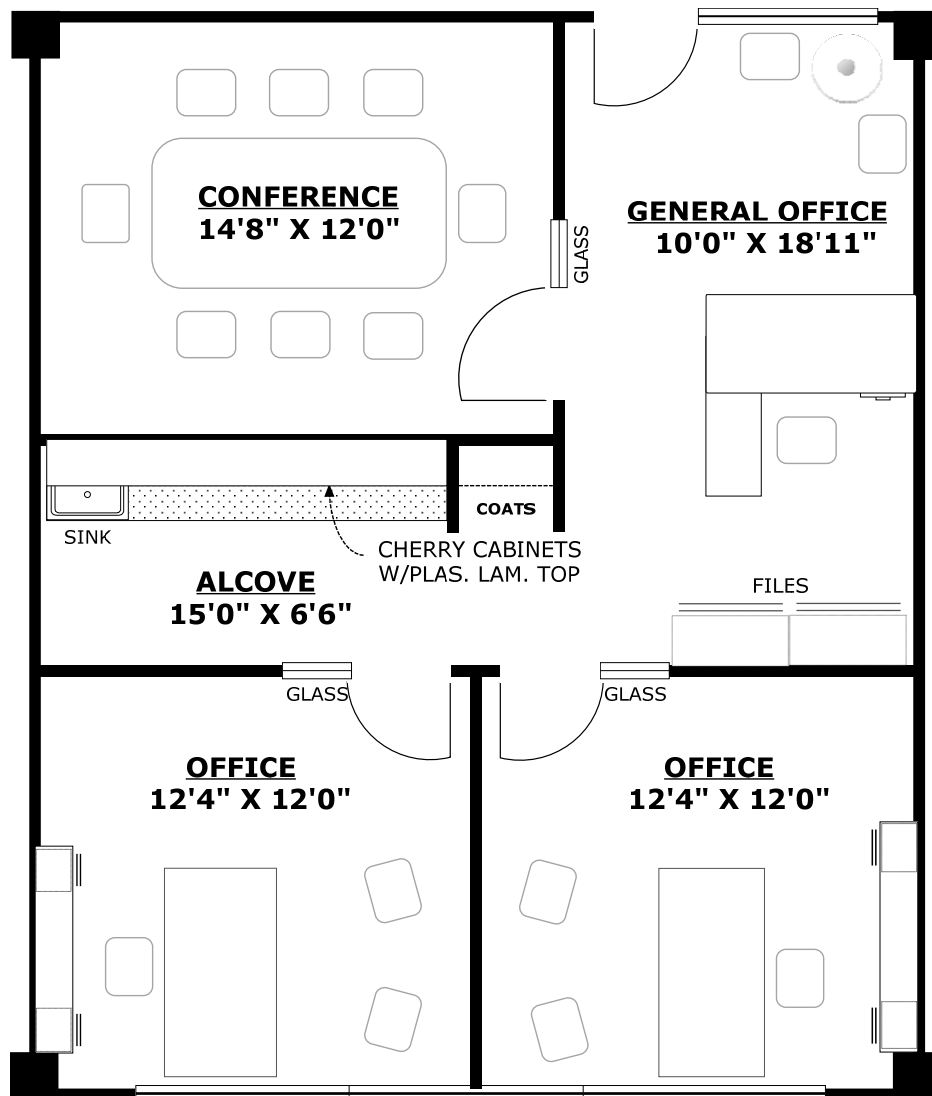 CONFERENCE
14'8" X 12'0"
GLASS
GENERAL OFFICE
10'0" X 18'11"
COATS
SINK
CHERRY CABINETS
W/PLAS. LAM. TOP
ALCOVE
15'0" X 6'6"
FILES
GLASS
GLASS
OFFICE
12'4" X 12'0"
OFFICE
12'4" X 12'0"